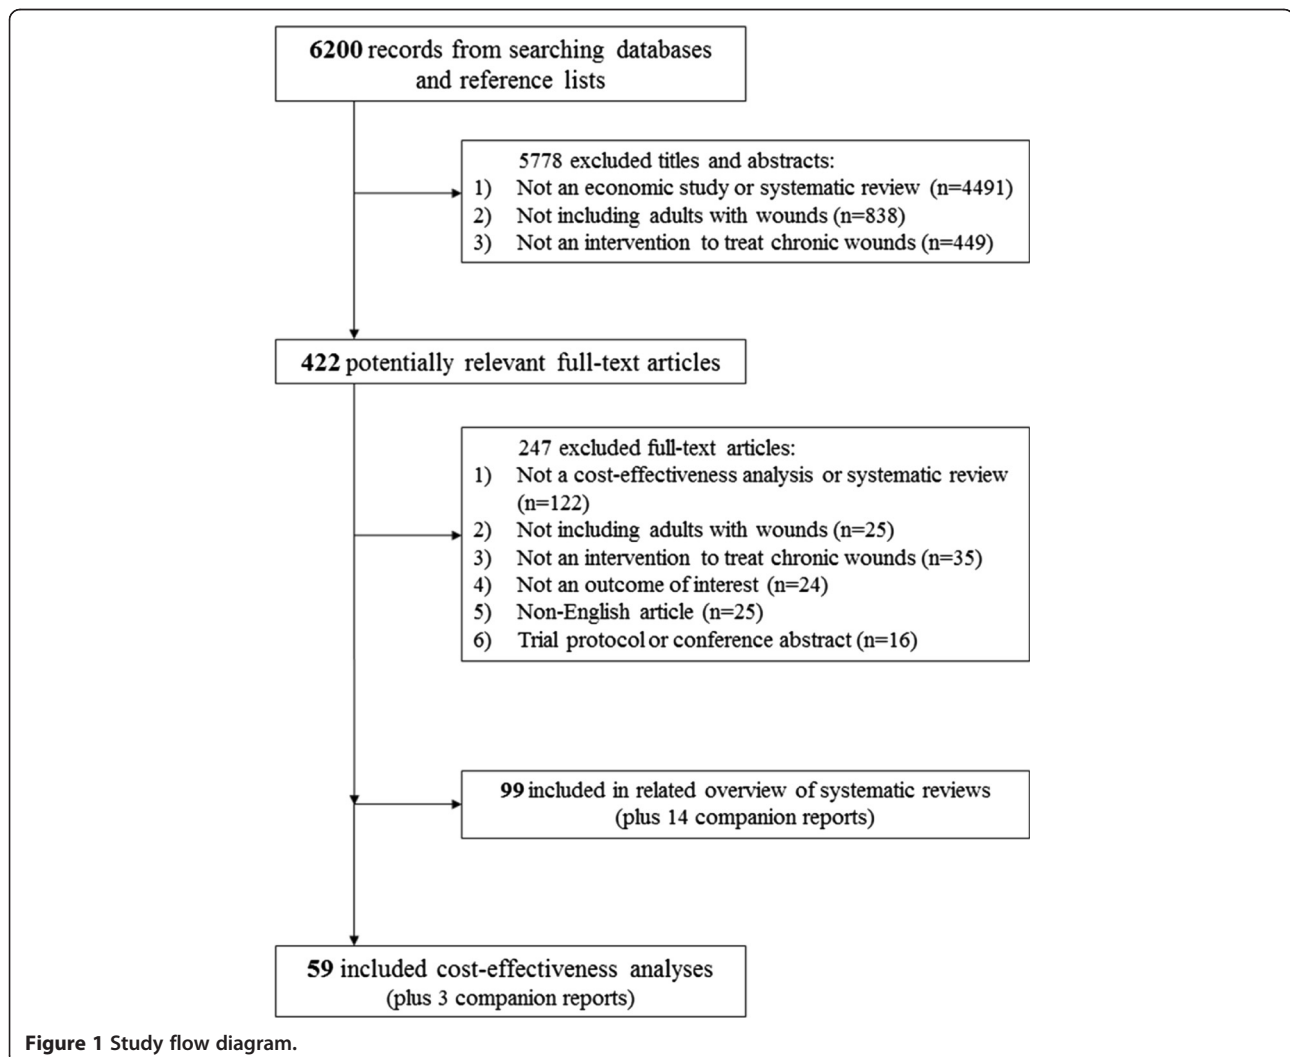 6200 records from searching databases
and reference lists
5778 excluded titles and abstracts:
1) Not an economic study or systematic review (n=4491)
2) Not including adults with wounds (n=838)
3) Not an intervention to treat chronic wounds (n=449)
422 potentially relevant full-text articles
247 excluded full-text articles:
1) Not a cost-effectiveness analysis or systematic review
(n=122)
2) Not including adults with wounds (n=25)
3) Not an intervention to treat chronic wounds (n=35)
4) Not an outcome of interest (n=24)
5) Non-English article (n=25)
6) Trial protocol or conference abstract (n=16)
99 included in related overview of systematic reviews
(plus 14 companion reports)
59 included cost-effectiveness analyses
(plus 3 companion reports)
Figure 1 Study flow diagram.